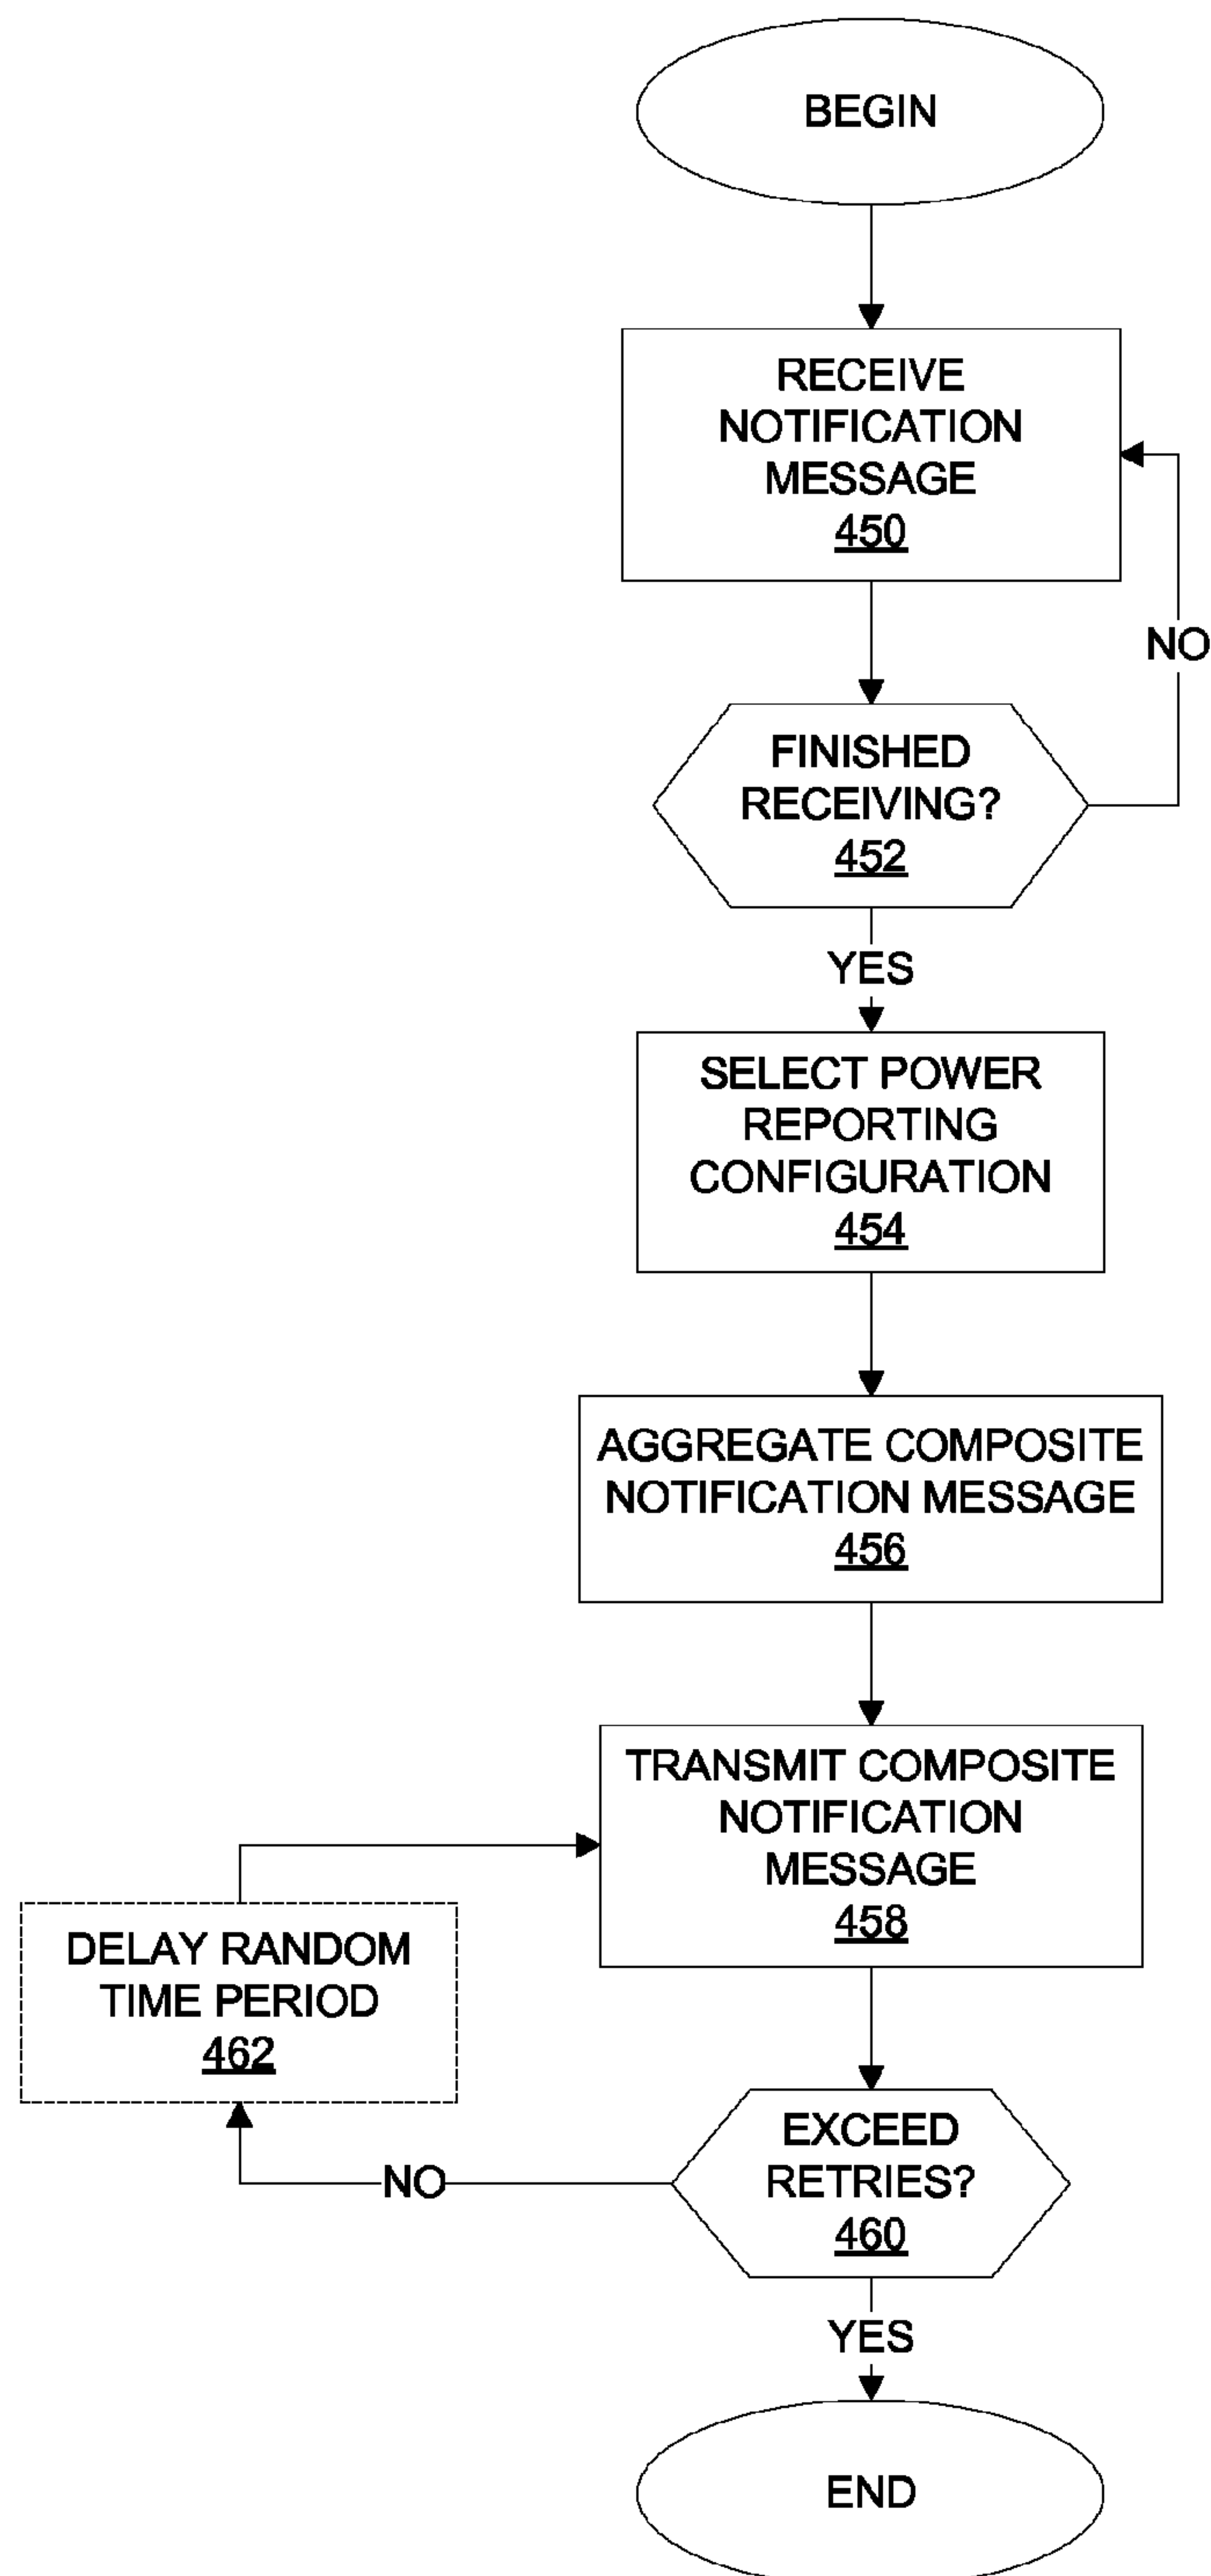 BEGIN
RECEIVE
NOTIFICATION
MESSAGE
450
NO
FINISHED
RECEIVING?
452
YES
SELECT POWER
REPORTING
CONFIGURATION
454
AGGREGATE COMPOSITE
NOTIFICATION MESSAGE
456
TRANSMIT COMPOSITE
NOTIFICATION
MESSAGE
458
DELAY RANDOM
TIME PERIOD
462
EXCEED
RETRIES?
460
NO
YES
END